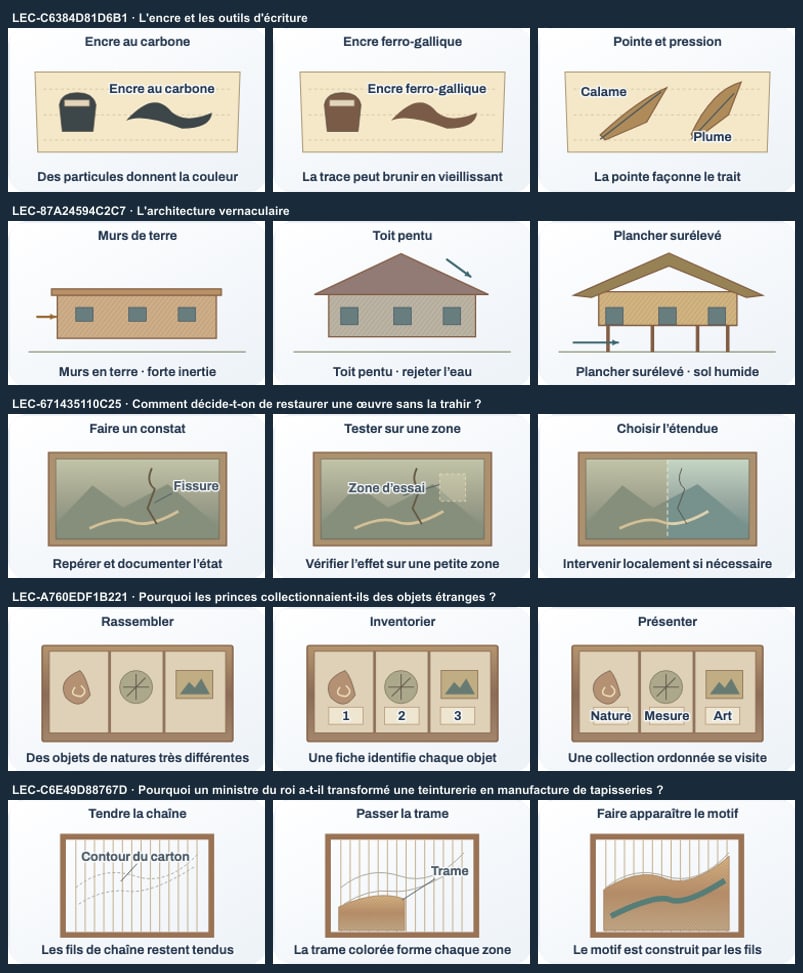 LEC-C6384D81D6B1 · L'encre et les outils d'écriture
Encre au carbone
Encre ferro-gallique
Pointe et pression
Encre au carbone
Encre ferro-gallique
Calame
Plume
Des particules donnent la couleur
La trace peut brunir en vieillissant
La pointe façonne le trait
LEC-87A24594C2C7 · L'architecture vernaculaire
Murs de terre
Toit pentu
Plancher surélevé
Murs en terre · forte inertie
Toit pentu · rejeter l'eau
Plancher surélevé · sol humide
LEC-671435110C25 · Comment décide-t-on de restaurer une œuvre sans la trahir ?
Faire un constat
Tester sur une zone
Choisir l'étendue
Fissure
Zone d'essai
Repérer et documenter l'état
Vérifier l'effet sur une petite zone
Intervenir localement si nécessaire
LEC-A760EDF1B221 · Pourquoi les princes collectionnaient-ils des objets étranges ?
Rassembler
Inventorier
Présenter
1
2
3
Nature
Mesure
Art
Des objets de natures très différentes
Une fiche identifie chaque objet
Une collection ordonnée se visite
LEC-C6E49D88767D · Pourquoi un ministre du roi a-t-il transformé une teinturerie en manufacture de tapisseries ?
Tendre la chaîne
Passer la trame
Faire apparaître le motif
Contour du carton
Trame
Les fils de chaîne restent tendus
La trame colorée forme chaque zone
Le motif est construit par les fils